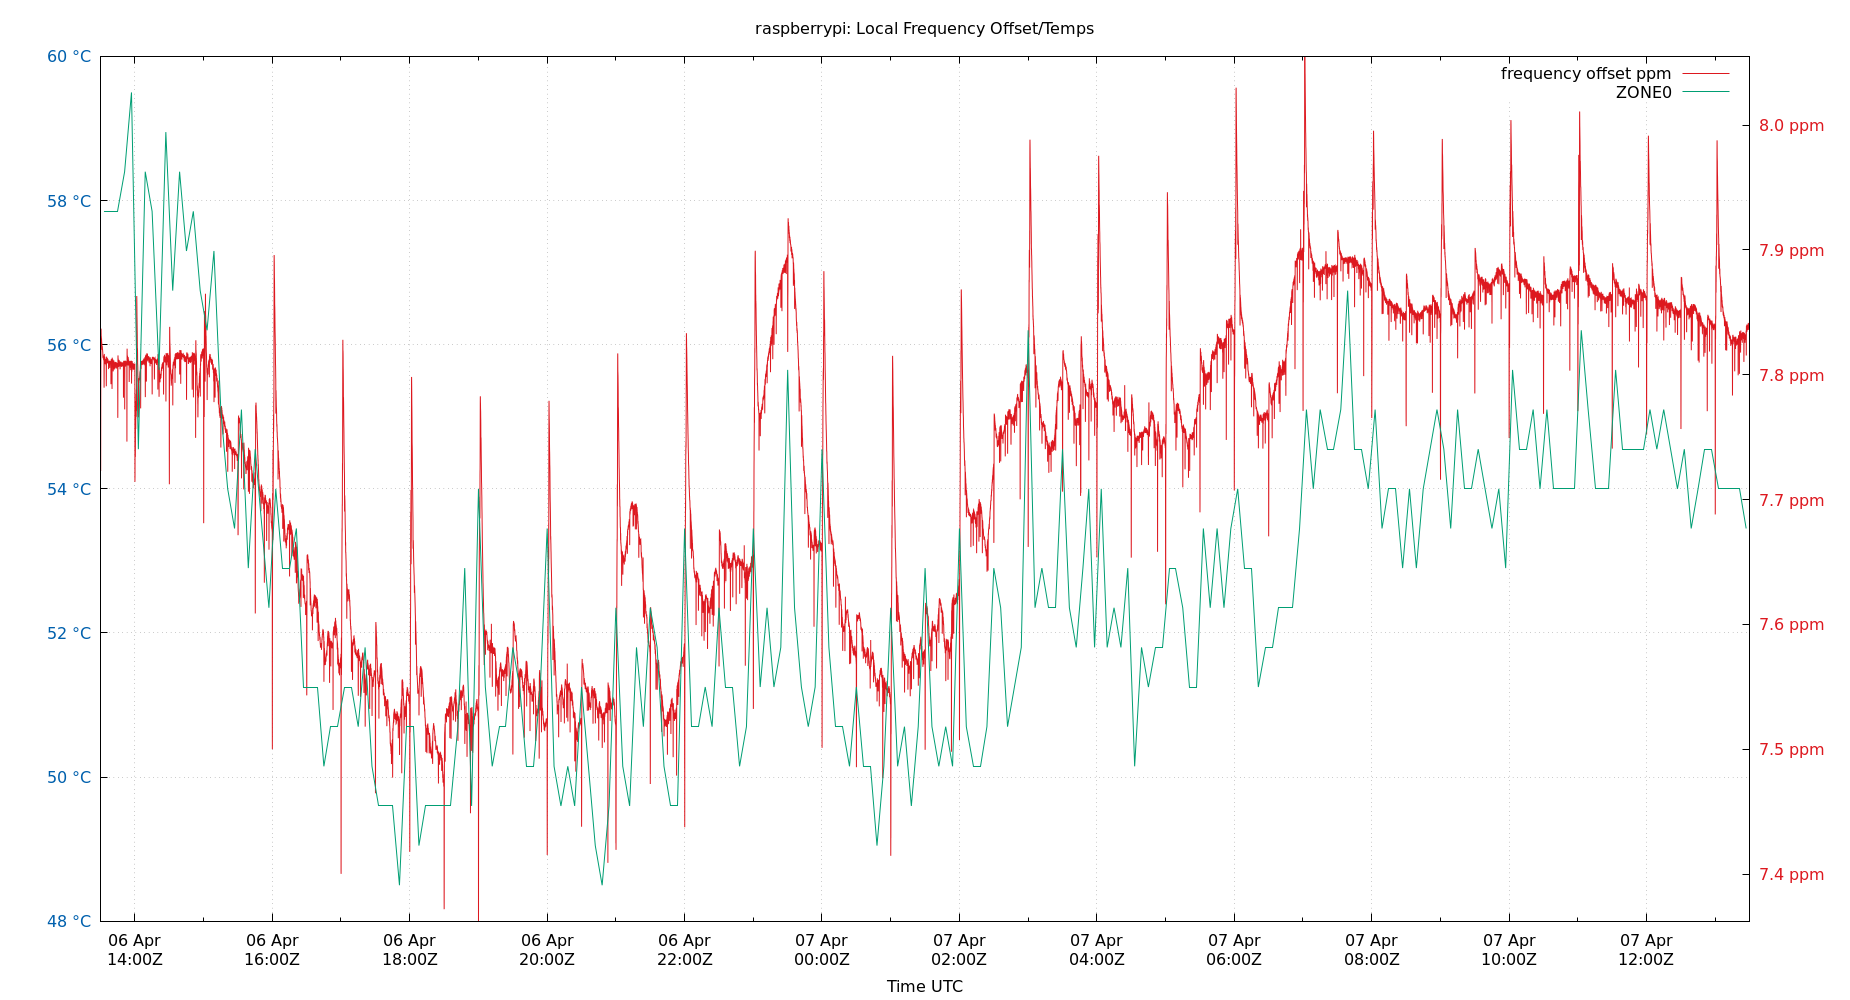 raspberrypi: Local Frequency Offset/Temps
frequency offset ppm
ZONE0
60 °C
58 °C
56 °C
54 °C
52 °C
50 °C
48 °C
8.0 ppm
7.9 ppm
7.8 ppm
7.7 ppm
7.6 ppm
7.5 ppm
7.4 ppm
06 Apr
14:00Z
06 Apr
16:00Z
06 Apr
18:00Z
06 Apr
20:00Z
06 Apr
22:00Z
07 Apr
00:00Z
07 Apr
02:00Z
07 Apr
04:00Z
07 Apr
06:00Z
07 Apr
08:00Z
07 Apr
10:00Z
07 Apr
12:00Z
Time UTC